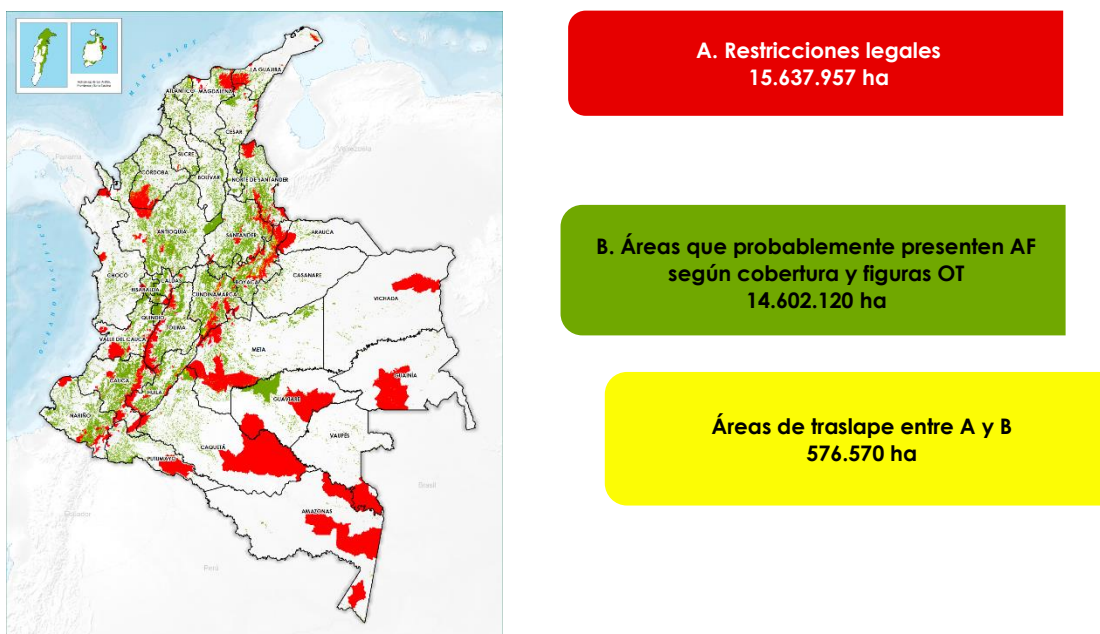 A. Restricciones legales
15.637.957 ha
B. Áreas que probablemente presenten AF
según cobertura y figuras OT
14.602.120 ha
Áreas de traslape entre A y B
576.570 ha
MAR CARIBE
OCEANO PACÍFICO
Panamá
Venezuela
Brasil
Ecuador
Perú
LA GUAJIRA
ATLÁNTICO
MAGDALENA
CESAR
SUCRE
CÓRDOBA
BOLÍVAR
NORTE DE SANTANDER
ANTIOQUIA
SANTANDER
ARAUCA
CHOCÓ
CALDAS
RISARALDA
BOYACÁ
CASANARE
CUNDINAMARCA
VICHADA
QUINDÍO
TOLIMA
VALLE DEL CAUCA
META
CAUCA
HUILA
GUAINÍA
GUAVIARE
NARIÑO
CAQUETÁ
VAUPÉS
PUTUMAYO
AMAZONAS